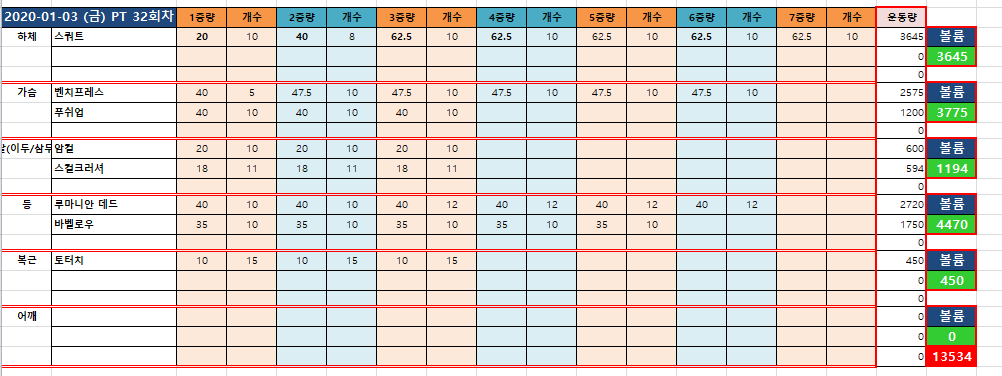 2020-01-03 (금) PT 32회차 1중량 개수 2중량 개수 3중량 개수 4중량 개수 5중량 개수 6중량 개수 7중량 개수 운동량
하체 스쿼트 20 10 40 8 62.5 10 62.5 10 62.5 10 62.5 10 62.5 10 3645 볼륨
0 3645
0
가슴 벤치프레스 40 5 47.5 10 47.5 10 47.5 10 47.5 10 47.5 10 2575 볼륨
푸쉬업 40 10 40 10 40 10 1200 3775
0
팔(이두/삼두 암컬 20 10 20 10 20 10 600 볼륨
스컬크러셔 18 11 18 11 18 11 594 1194
0
등 루마니안 데드 40 10 40 10 40 12 40 12 40 12 40 12 2720 볼륨
바벨로우 35 10 35 10 35 10 35 10 35 10 1750 4470
0
복근 토터치 10 15 10 15 10 15 450 볼륨
0 450
0
어깨 0 볼륨
0 0
0 13534